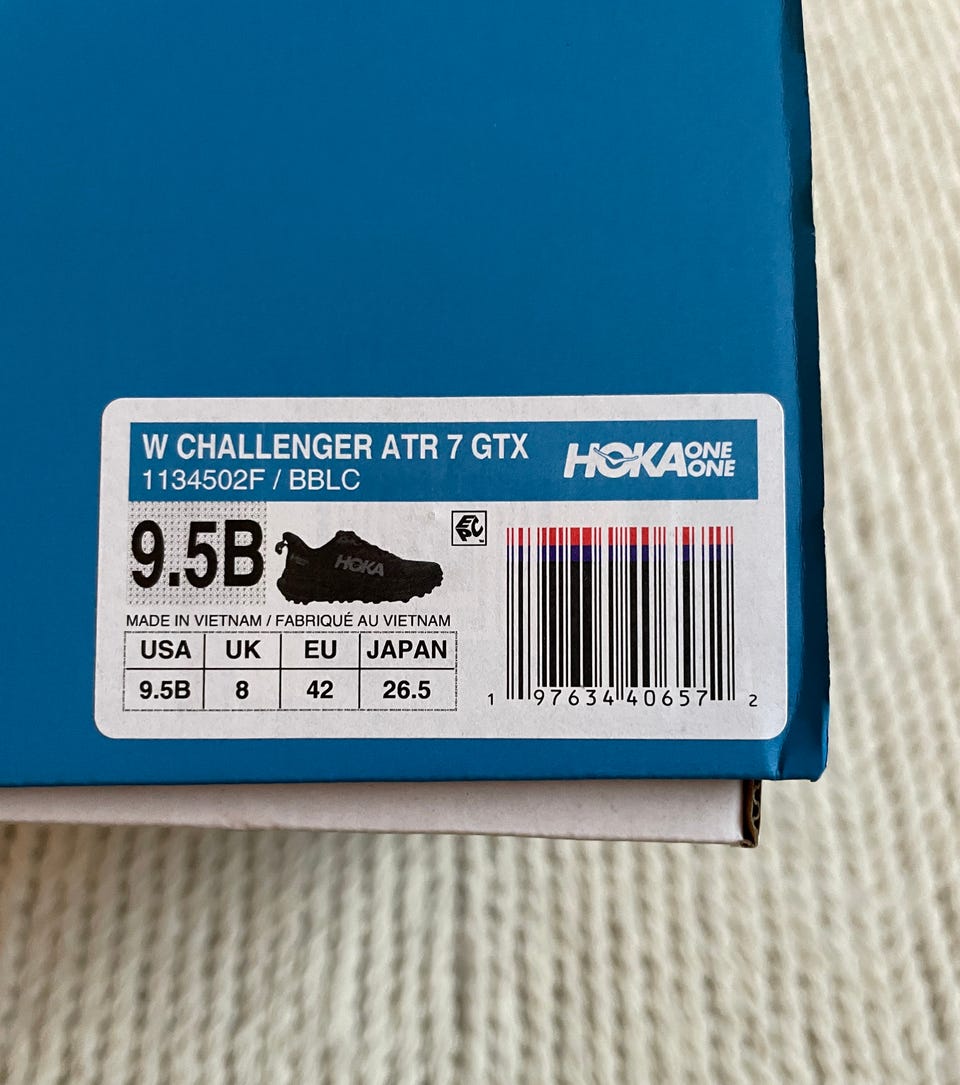 W CHALLENGER ATR 7 GTX
1134502F / BBLC
HOKA ONE ONE
9.5B
HOKA
EPC
MADE IN VIETNAM / FABRIQUÉ AU VIETNAM
USA UK EU JAPAN
9.5B 8 42 26.5
1 97634 40657 2